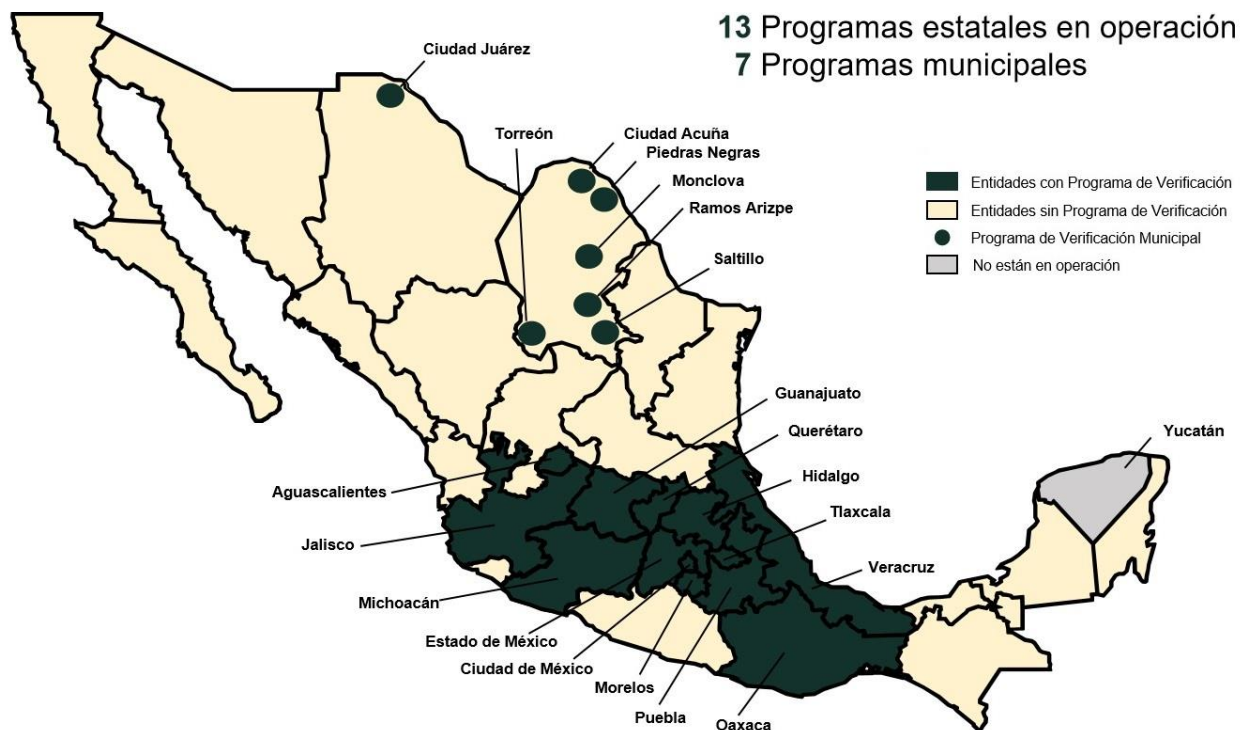 13 Programas estatales en operación
7 Programas municipales
Ciudad Juárez
Torreón
Ciudad Acuña
Piedras Negras
Monclova
Ramos Arizpe
Saltillo
Entidades con Programa de Verificación
Entidades sin Programa de Verificación
Programa de Verificación Municipal
No están en operación
Guanajuato
Querétaro
Yucatán
Hidalgo
Aguascalientes
Tlaxcala
Jalisco
Veracruz
Michoacán
Estado de México
Ciudad de México
Morelos
Puebla
Oaxaca